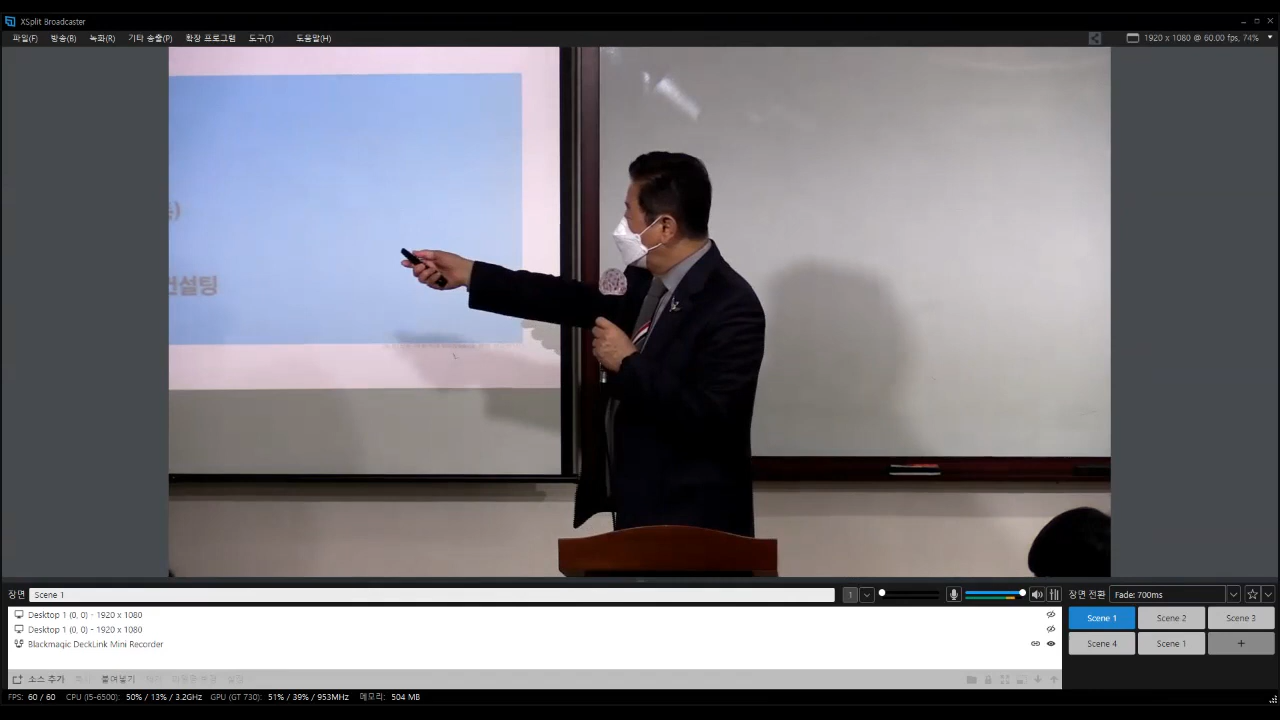 XSplit Broadcaster
파일(F) 방송(B) 녹화(R) 기타 송출(P) 확장 프로그램 도구(T) 도움말(H)
1920 x 1080 @ 60.00 fps, 74%
컨설팅
장면 Scene 1
1
장면 전환 Fade: 700ms
Desktop 1 (0, 0) - 1920 x 1080
Desktop 1 (0, 0) - 1920 x 1080
Blackmagic DeckLink Mini Recorder
Scene 1 Scene 2 Scene 3
Scene 4 Scene 1 +
소스 추가 복사 붙여넣기
FPS: 60 / 60 CPU (i5-6500): 50% / 13% / 3.2GHz GPU (GT 730): 51% / 39% / 953MHz 메모리: 504 MB